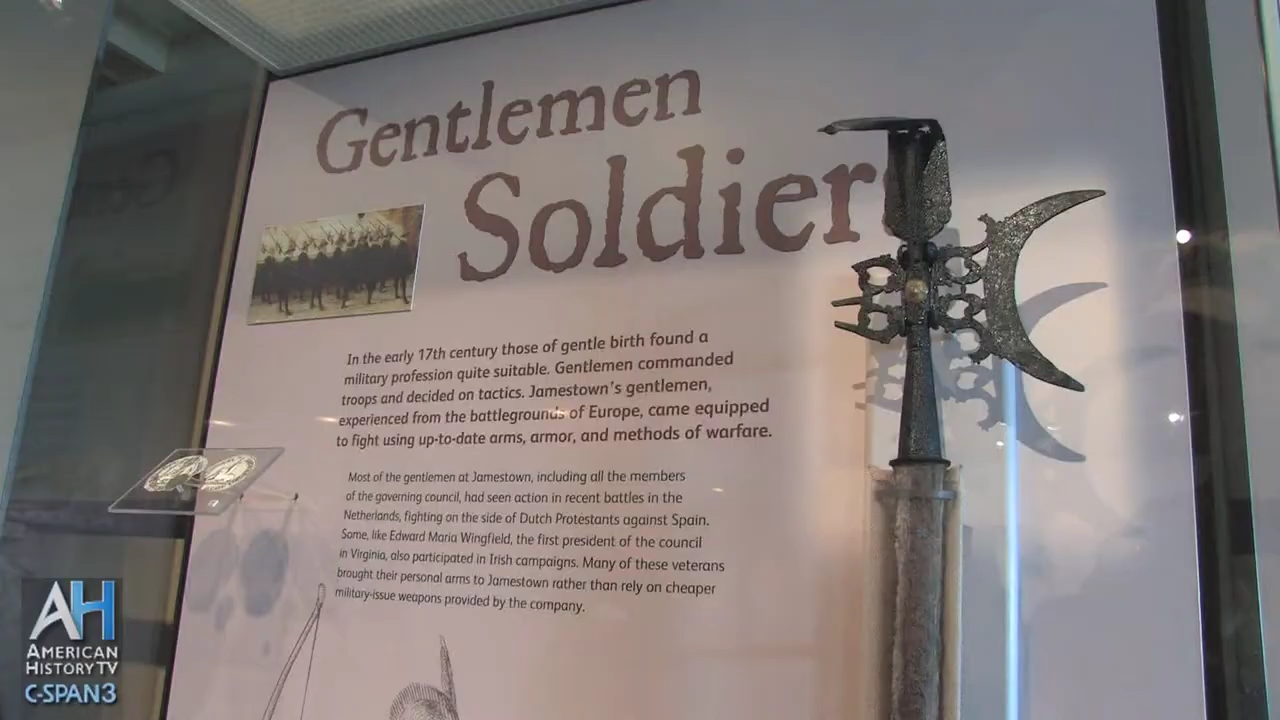 Gentlemen
Soldier
In the early 17th century those of gentle birth found a
military profession quite suitable. Gentlemen commanded
troops and decided on tactics. Jamestown's gentlemen,
experienced from the battlegrounds of Europe, came equipped
to fight using up-to-date arms, armor, and methods of warfare.
Most of the gentlemen at Jamestown, including all the members
of the governing council, had seen action in recent battles in the
Netherlands, fighting on the side of Dutch Protestants against Spain.
Some, like Edward Maria Wingfield, the first president of the council
in Virginia, also participated in Irish campaigns. Many of these veterans
brought their personal arms to Jamestown rather than rely on cheaper
military-issue weapons provided by the company.
AH
AMERICAN
HISTORY TV
C-SPAN3